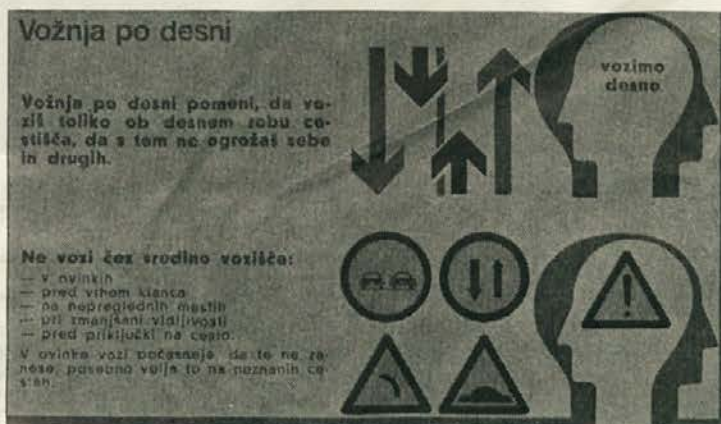 Vožnja po desni
Vožnja po desni pomeni, da vo-
ziš toliko ob desnem robu ce-
stišča, da s tem ne ogrožaš sebe
in drugih.
vozimo
desno
Ne vozi čez sredino vozišča:
— v ovinkih
— pred vrhom klanca
— na nepreglednih mestih
— pri zmanjšani vidljivosti
— pred priključki na cesto.
V ovinke vozi počasneje, da te ne za-
nese, posebno velja to na neznanih ce-
stah.